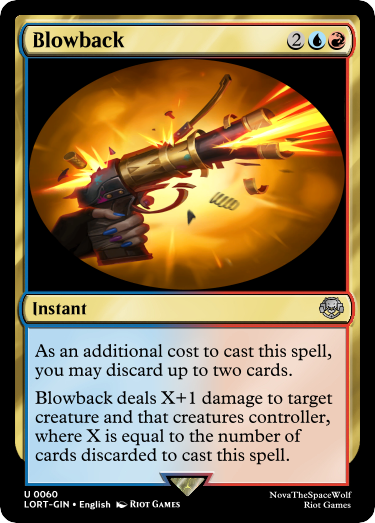 Blowback
2
Instant
As an additional cost to cast this spell,
you may discard up to two cards.
Blowback deals X+1 damage to target
creature and that creatures controller,
where X is equal to the number of
cards discarded to cast this spell.
U 0060
LORT-GIN • English RIOT GAMES
NovaTheSpaceWolf
Riot Games